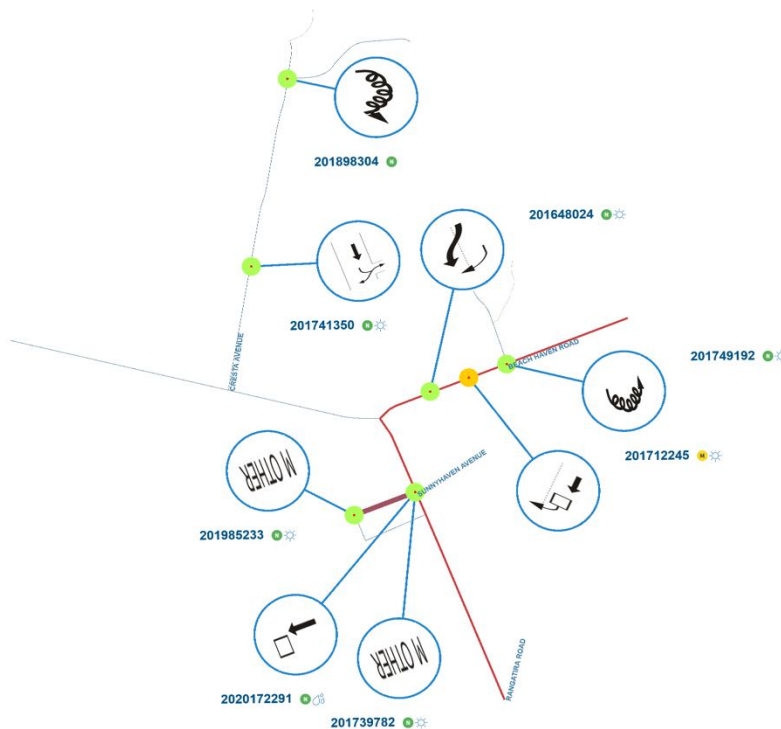 201898304 N
201648024 N
201741350 N
CRESTA AVENUE
BEACH HAVEN ROAD
201749192 N
201712245 M
M OTHER
SUNNYHAVEN AVENUE
201985233 N
M OTHER
RANGATIRA ROAD
2020172291 N
201739782 N